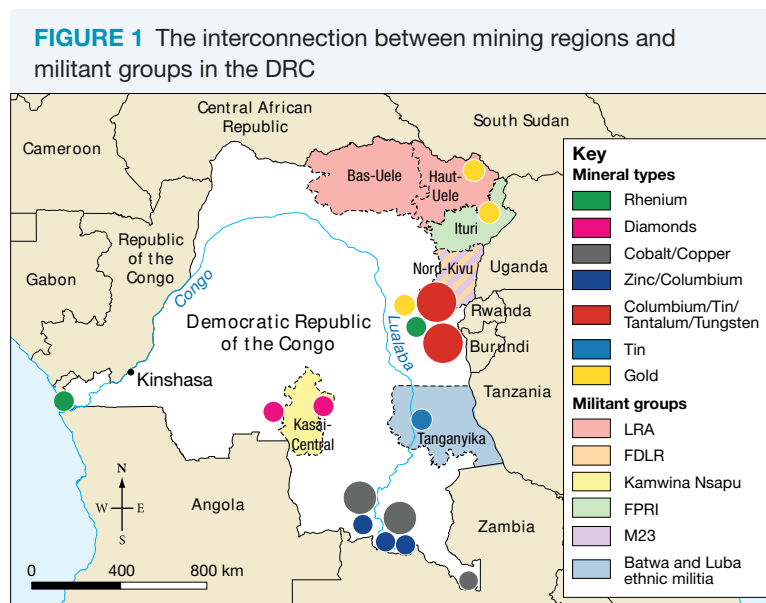 FIGURE 1 The interconnection between mining regions and
militant groups in the DRC
Central African
Republic
South Sudan
Cameroon
Bas-Uele
Haut-
Uele
Ituri
Republic
of the
Congo
Gabon
Congo
Nord-Kivu
Uganda
Rwanda
Burundi
Democratic Republic
of the Congo
Lualaba
Kinshasa
Tanzania
Kasai-
Central
Tanganyika
Angola
Zambia
N
W
E
S
0
400
800 km
Key
Mineral types
Rhenium
Diamonds
Cobalt/Copper
Zinc/Columbium
Columbium/Tin/
Tantalum/Tungsten
Tin
Gold
Militant groups
LRA
FDLR
Kamwina Nsapu
FPRI
M23
Batwa and Luba
ethnic militia